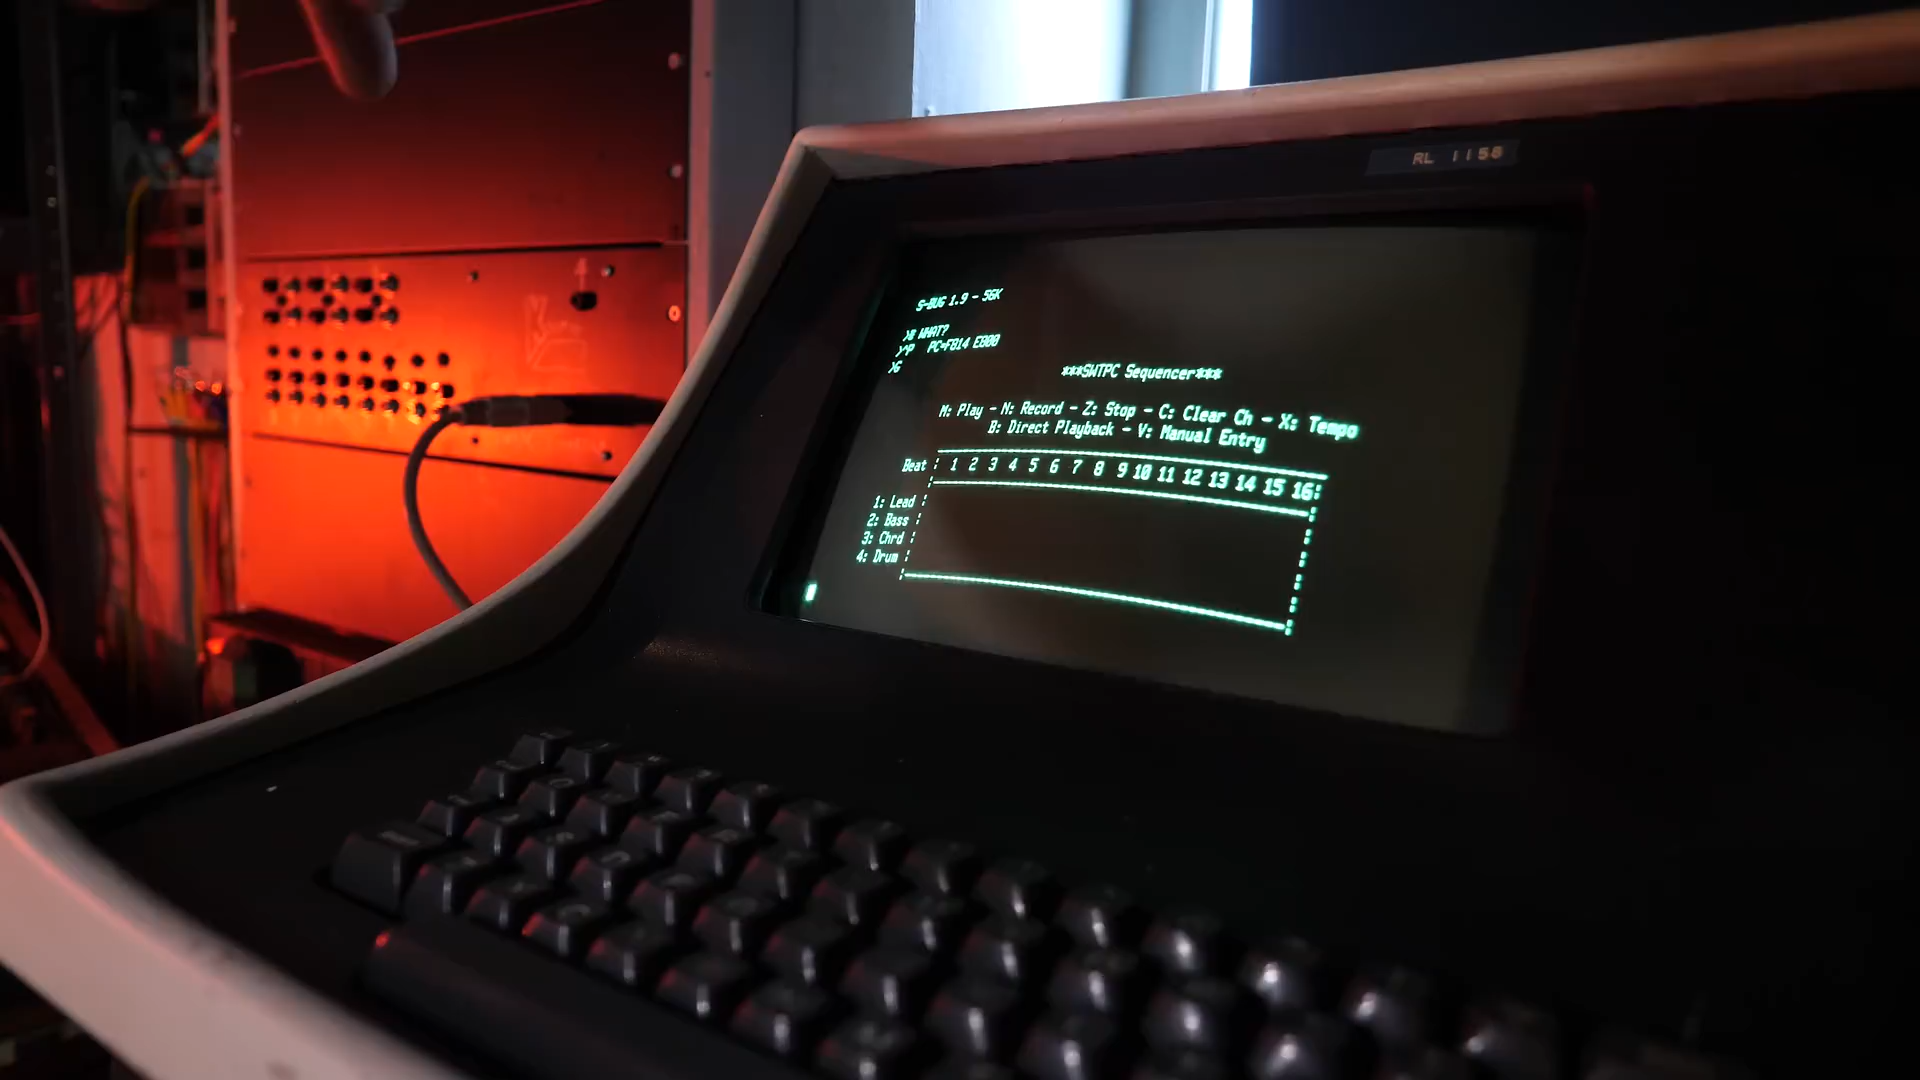 RL 1156
S-BUG 1.9 - 56K
>@ WHAT?
>^P  PC=FB14 E800
>G
***SWTPC Sequencer***
M: Play - N: Record - Z: Stop - C: Clear Ch - X: Tempo
B: Direct Playback - V: Manual Entry
Beat 1 2 3 4 5 6 7 8 9 10 11 12 13 14 15 16
1: Lead
2: Bass
3: Chrd
4: Drum